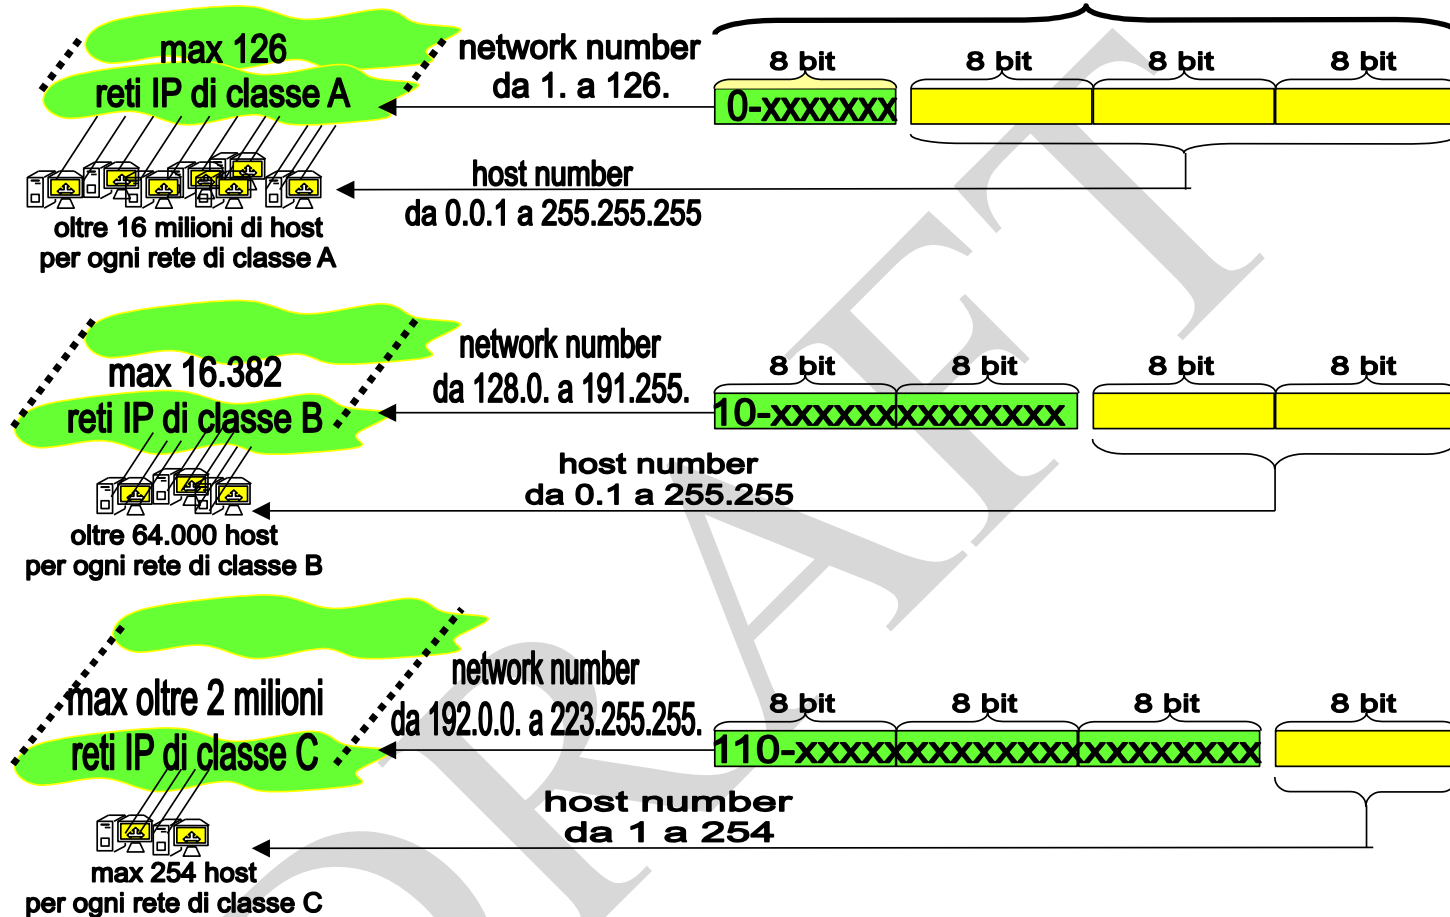 max 126
reti IP di classe A
network number
da 1. a 126.
8 bit 8 bit 8 bit 8 bit
0-xxxxxxx
host number
da 0.0.1 a 255.255.255
oltre 16 milioni di host
per ogni rete di classe A
max 16.382
reti IP di classe B
network number
da 128.0. a 191.255.
8 bit 8 bit 8 bit 8 bit
10-xxxxxxxxxxxxxx
host number
da 0.1 a 255.255
oltre 64.000 host
per ogni rete di classe B
max oltre 2 milioni
reti IP di classe C
network number
da 192.0.0. a 223.255.255.
8 bit 8 bit 8 bit 8 bit
110-xxxxxxxxxxxxxxxxxxxxx
host number
da 1 a 254
max 254 host
per ogni rete di classe C
DRAFT